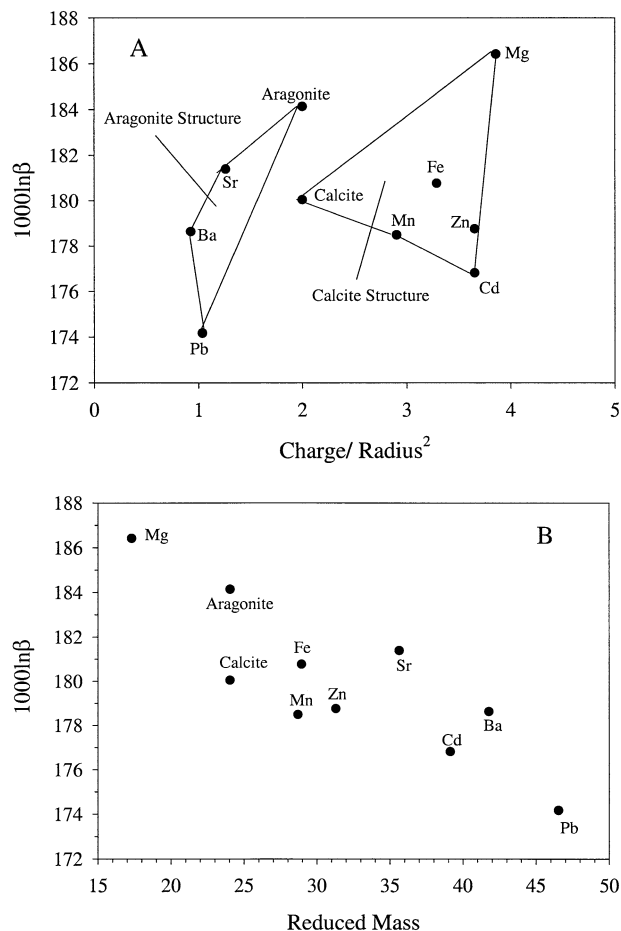 188
A
186
Mg
Aragonite
184
Aragonite Structure
182
Fe
Sr
1000lnβ
180
Calcite
Mn
Zn
Ba
178
Cd
Calcite Structure
176
174
Pb
172
0 1 2 3 4 5
Charge/ Radius²
188
B
Mg
186
184
Aragonite
182
Fe
Sr
1000lnβ
Calcite
180
Mn
Zn
Ba
178
Cd
176
174
Pb
172
15 20 25 30 35 40 45 50
Reduced Mass